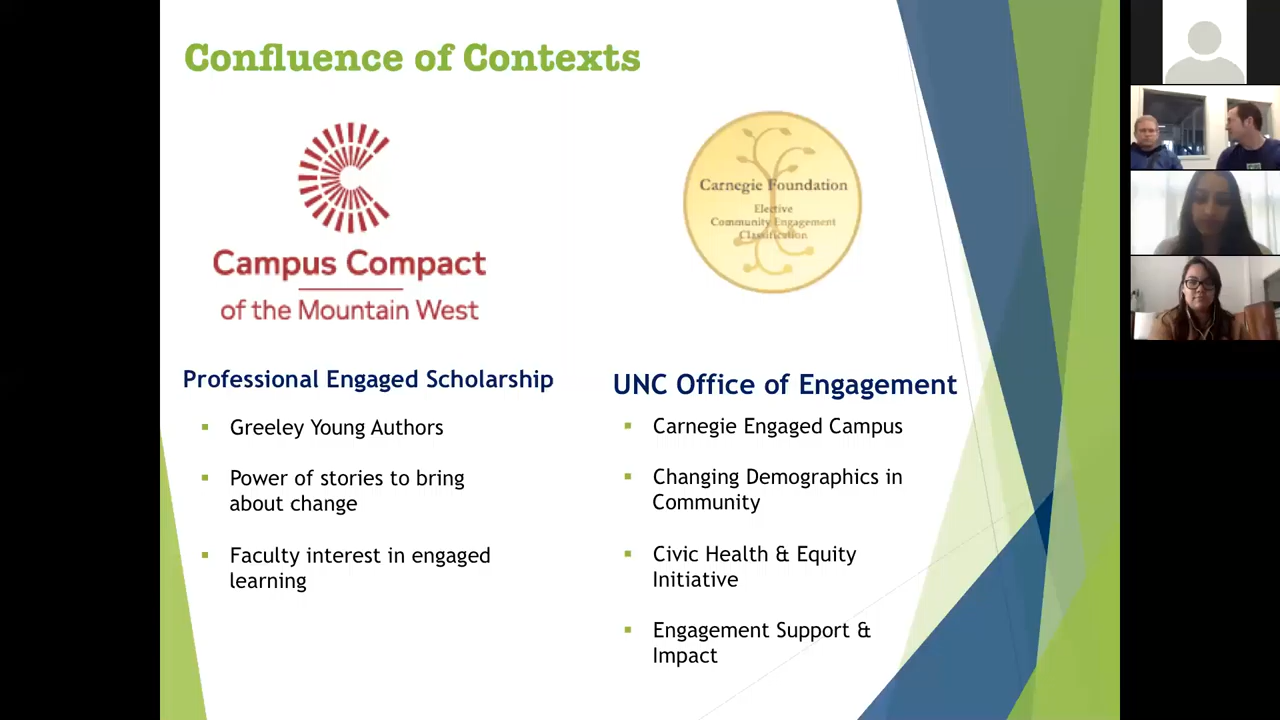 Confluence of Contexts
Campus Compact
of the Mountain West
Carnegie Foundation
Elective
Community Engagement
Classification
Professional Engaged Scholarship
▪ Greeley Young Authors
▪ Power of stories to bring
about change
▪ Faculty interest in engaged
learning
UNC Office of Engagement
▪ Carnegie Engaged Campus
▪ Changing Demographics in
Community
▪ Civic Health & Equity
Initiative
▪ Engagement Support &
Impact